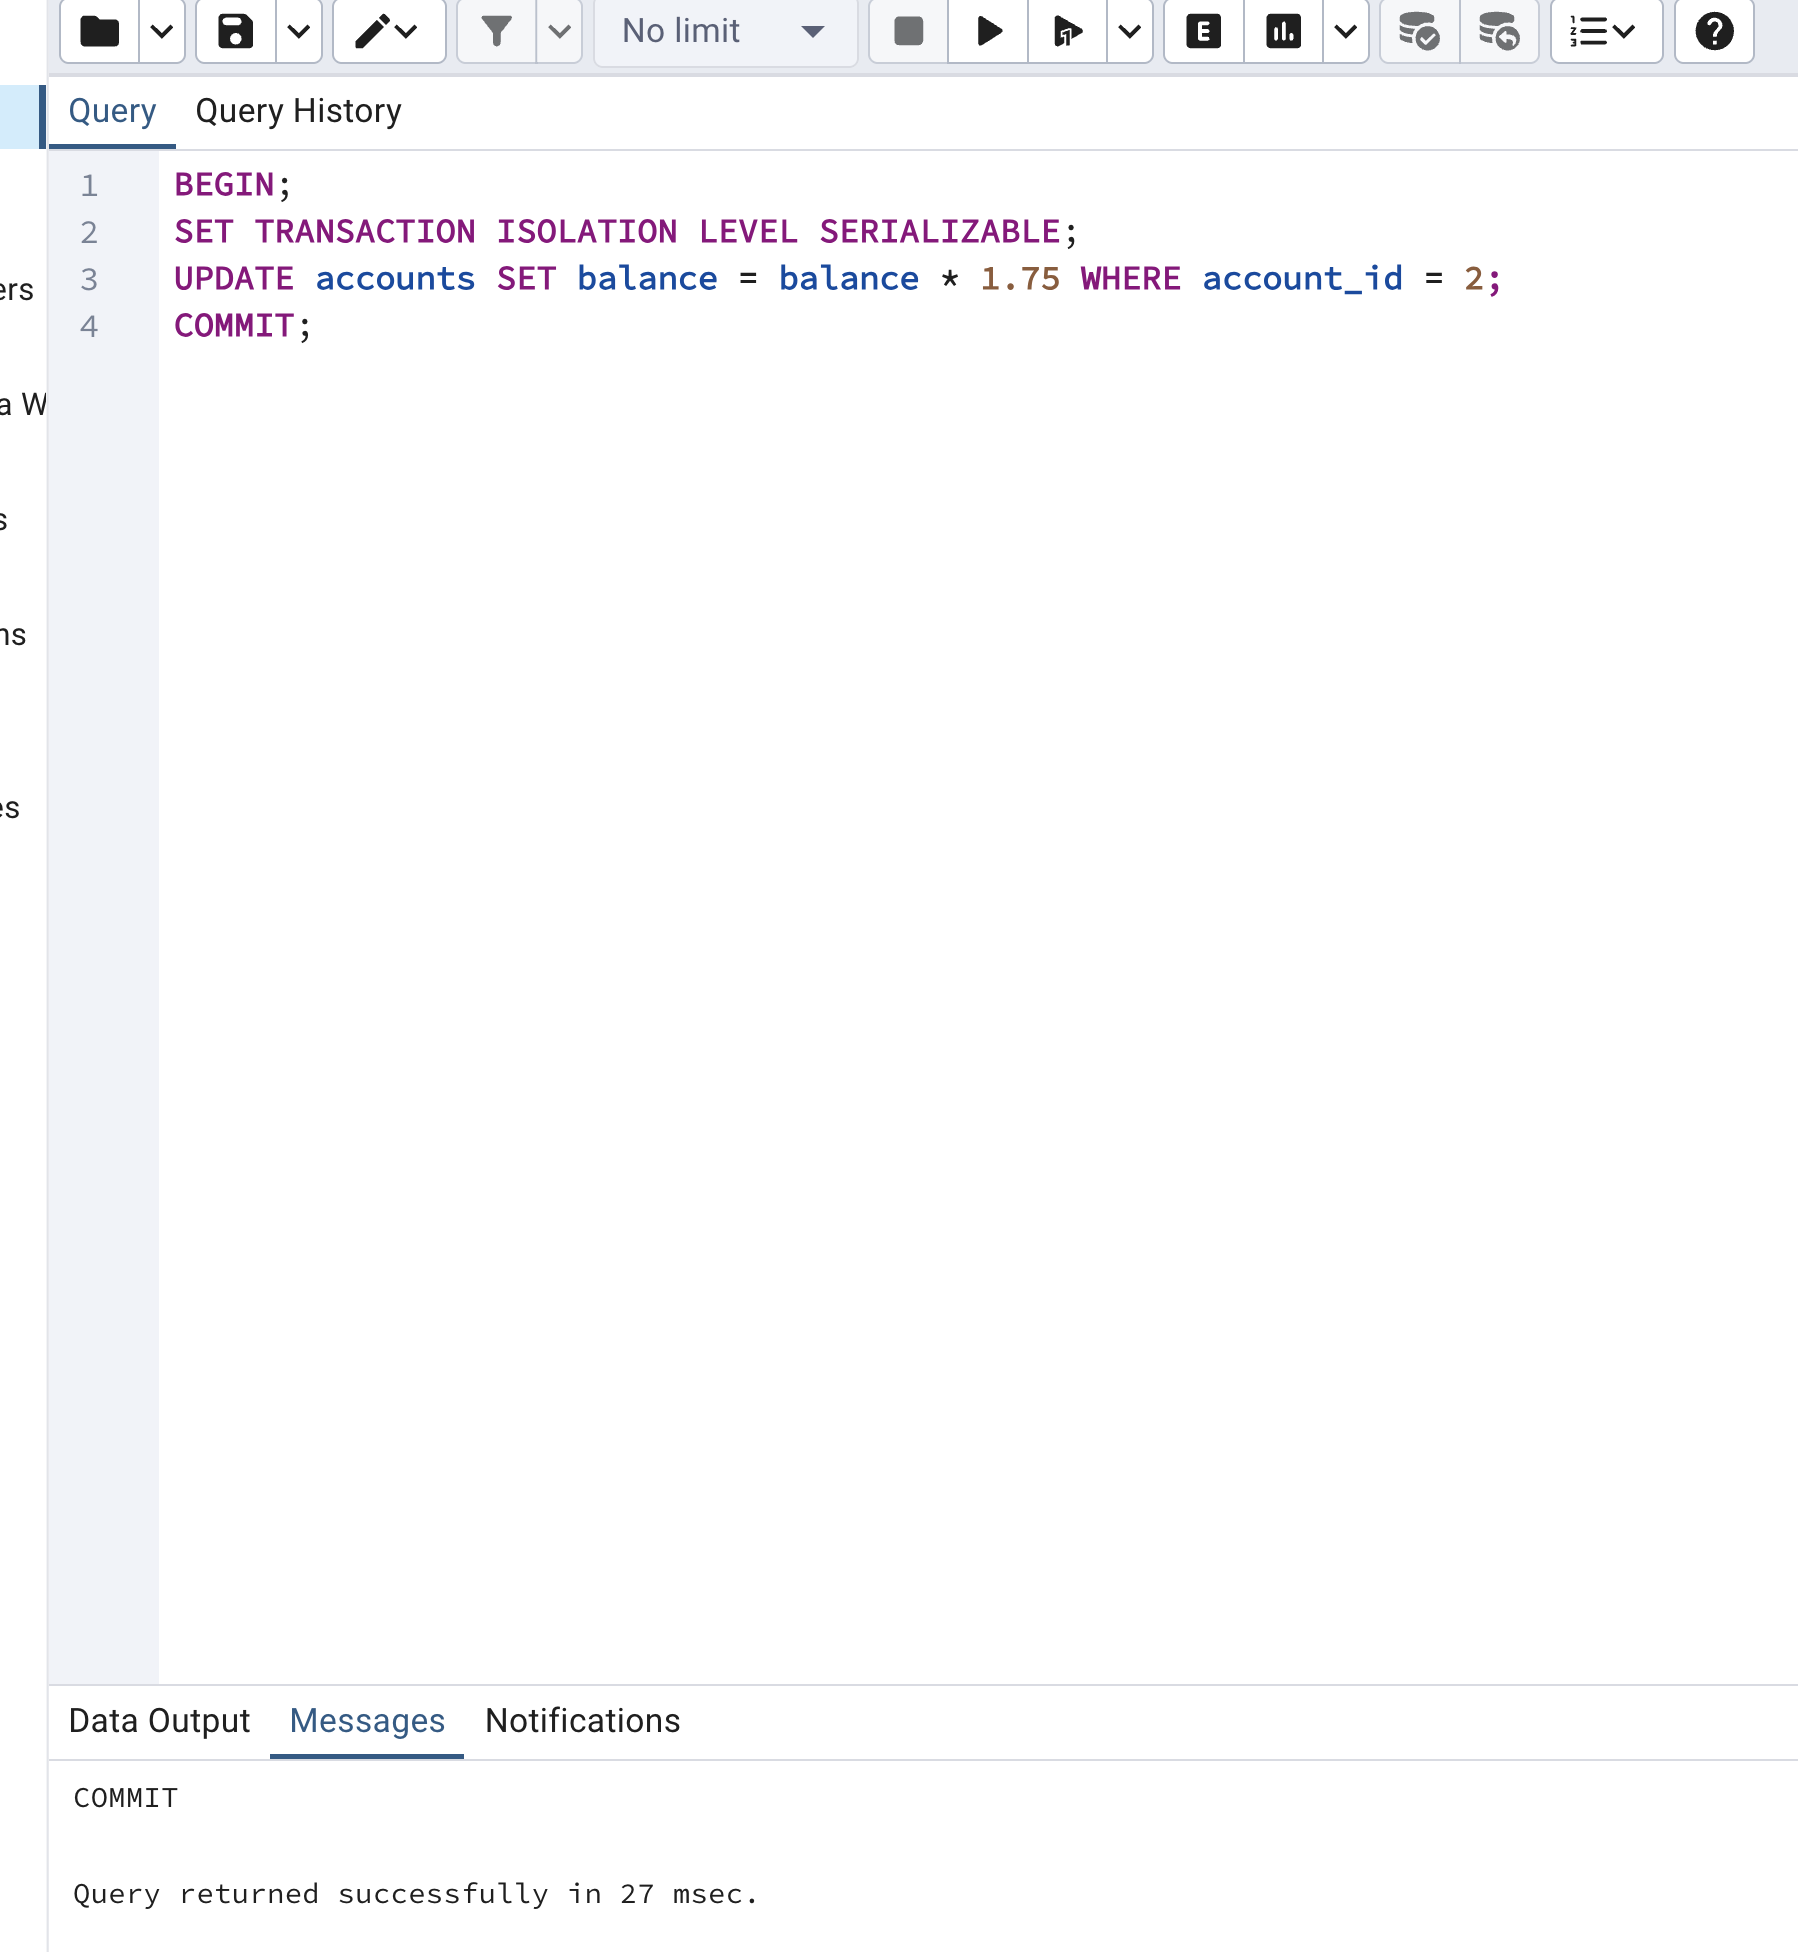 No limit
Query Query History
1 BEGIN;
2 SET TRANSACTION ISOLATION LEVEL SERIALIZABLE;
3 UPDATE accounts SET balance = balance * 1.75 WHERE account_id = 2;
4 COMMIT;
ers
a W
s
ns
es
Data Output Messages Notifications
COMMIT
Query returned successfully in 27 msec.